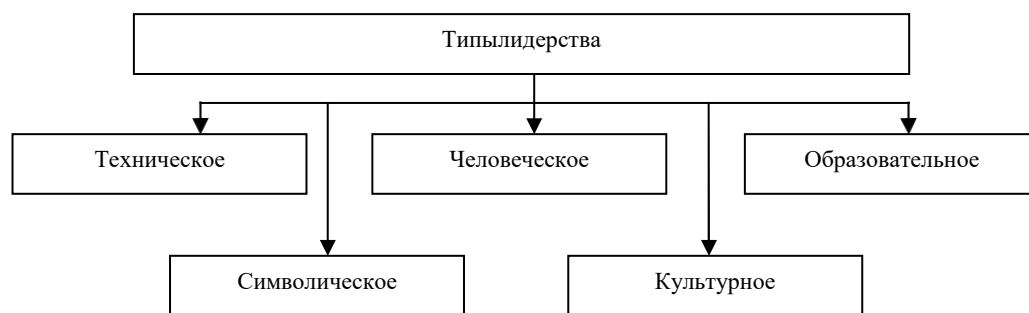 Типылидерства
Техническое
Человеческое
Образовательное
Символическое
Культурное